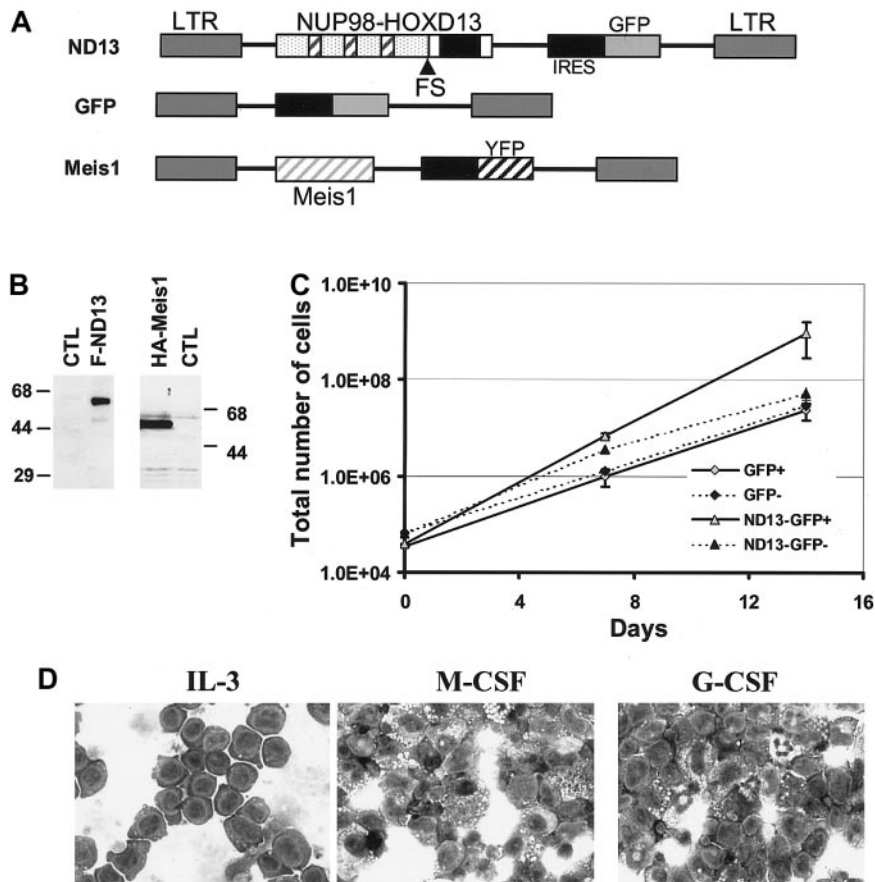 A
LTR NUP98-HOXD13 LTR
ND13 GFP
IRES
FS
GFP
YFP
Meis1
Meis1
B
CTL F-ND13 HA-Meis1 CTL
68
44
29
68
44
C
Total number of cells
1.0E+10
1.0E+08
1.0E+06
1.0E+04
GFP+
GFP-
ND13-GFP+
ND13-GFP-
0 4 8 12 16
Days
D
IL-3 M-CSF G-CSF